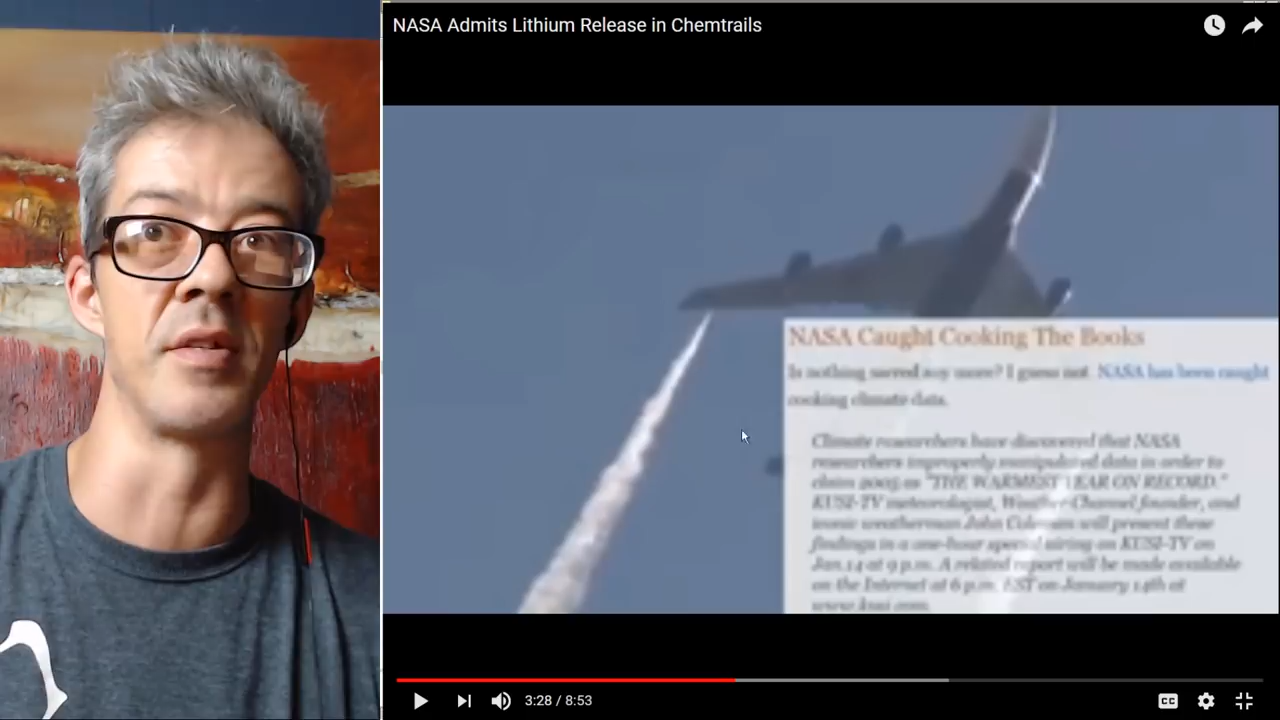 NASA Admits Lithium Release in Chemtrails
NASA Caught Cooking The Books
Is nothing sacred any more? I guess not. NASA has been caught
cooking climate data.
Climate researchers have discovered that NASA
researchers improperly manipulated data in order to
claim 2005 as "THE WARMEST YEAR ON RECORD."
KUSI-TV meteorologist, Weather Channel founder, and
iconic weatherman John Coleman will present these
findings in a one-hour special airing on KUSI-TV on
Jan.14 at 9 p.m. A related report will be made available
on the Internet at 6 p.m. EST on January 14th at
www.kusi.com.
3:28 / 8:53
CC